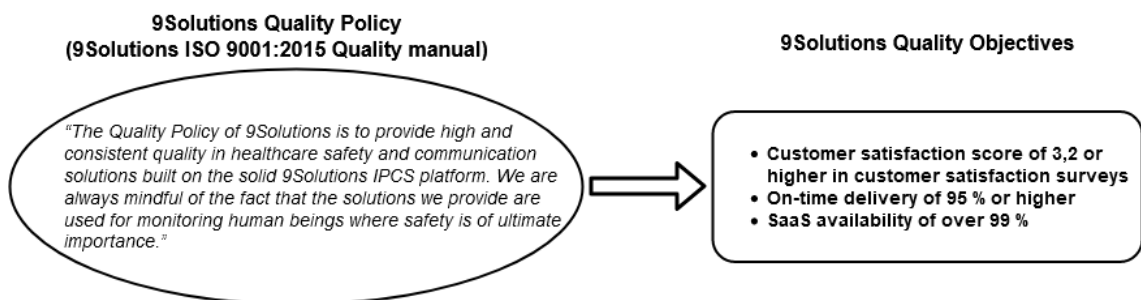 9Solutions Quality Policy
(9Solutions ISO 9001:2015 Quality manual)
“The Quality Policy of 9Solutions is to provide high and
consistent quality in healthcare safety and communication
solutions built on the solid 9Solutions IPCS platform. We are
always mindful of the fact that the solutions we provide are
used for monitoring human beings where safety is of ultimate
importance.”
9Solutions Quality Objectives
• Customer satisfaction score of 3,2 or
higher in customer satisfaction surveys
• On-time delivery of 95 % or higher
• SaaS availability of over 99 %